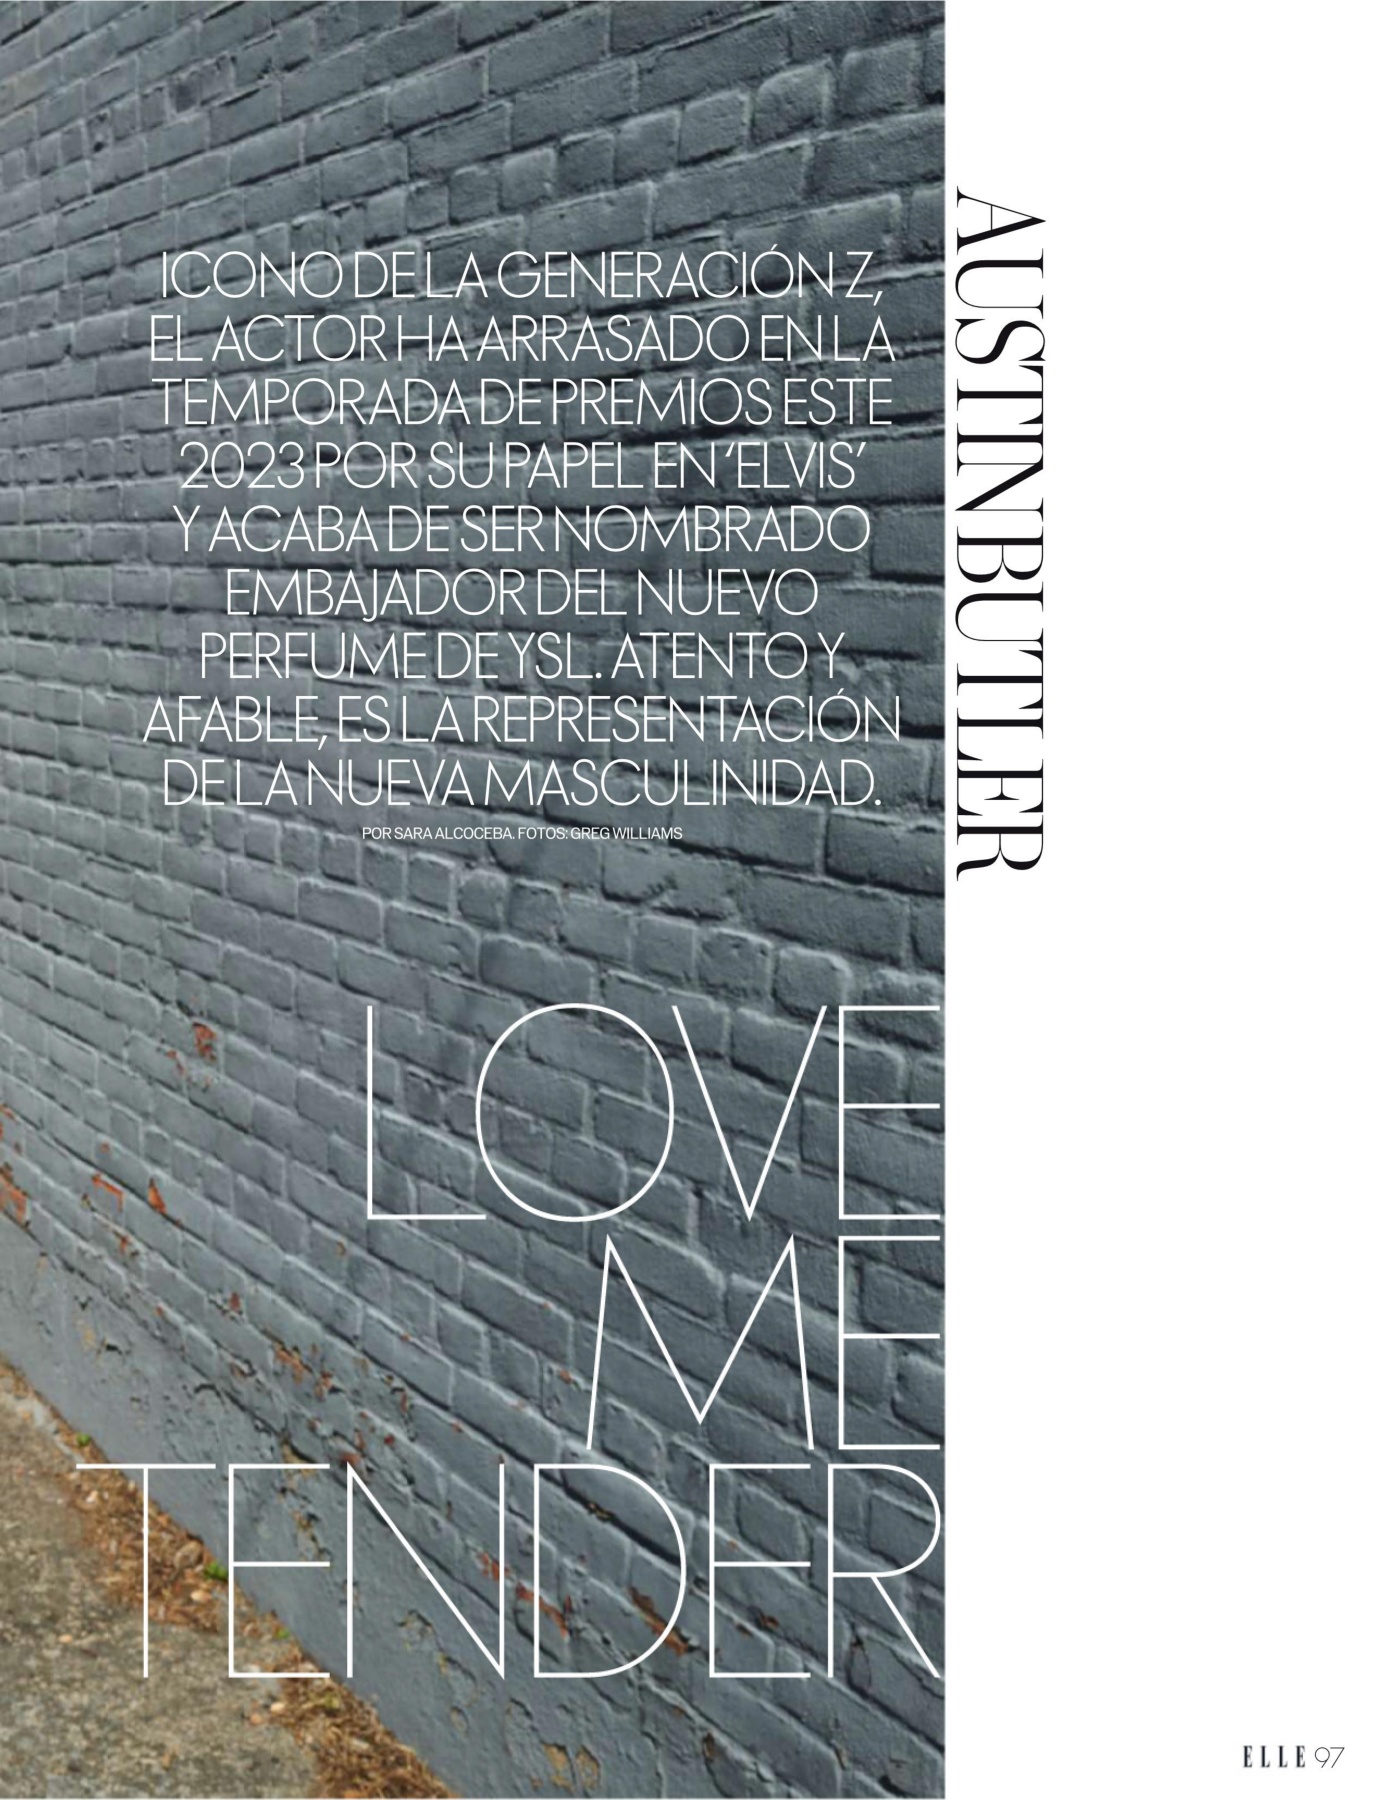 ICONO DE LA GENERACIÓN Z,
EL ACTOR HA ARRASADO EN LA
TEMPORADA DE PREMIOS ESTE
2023 POR SU PAPEL EN ‘ELVIS’
Y ACABA DE SER NOMBRADO
EMBAJADOR DEL NUEVO
PERFUME DE YSL. ATENTO Y
AFABLE, ES LA REPRESENTACIÓN
DE LA NUEVA MASCULINIDAD.
POR SARA ALCOCEBA. FOTOS: GREG WILLIAMS
AUSTIN BUTLER
LOVE
ME
TENDER
ELLE 97